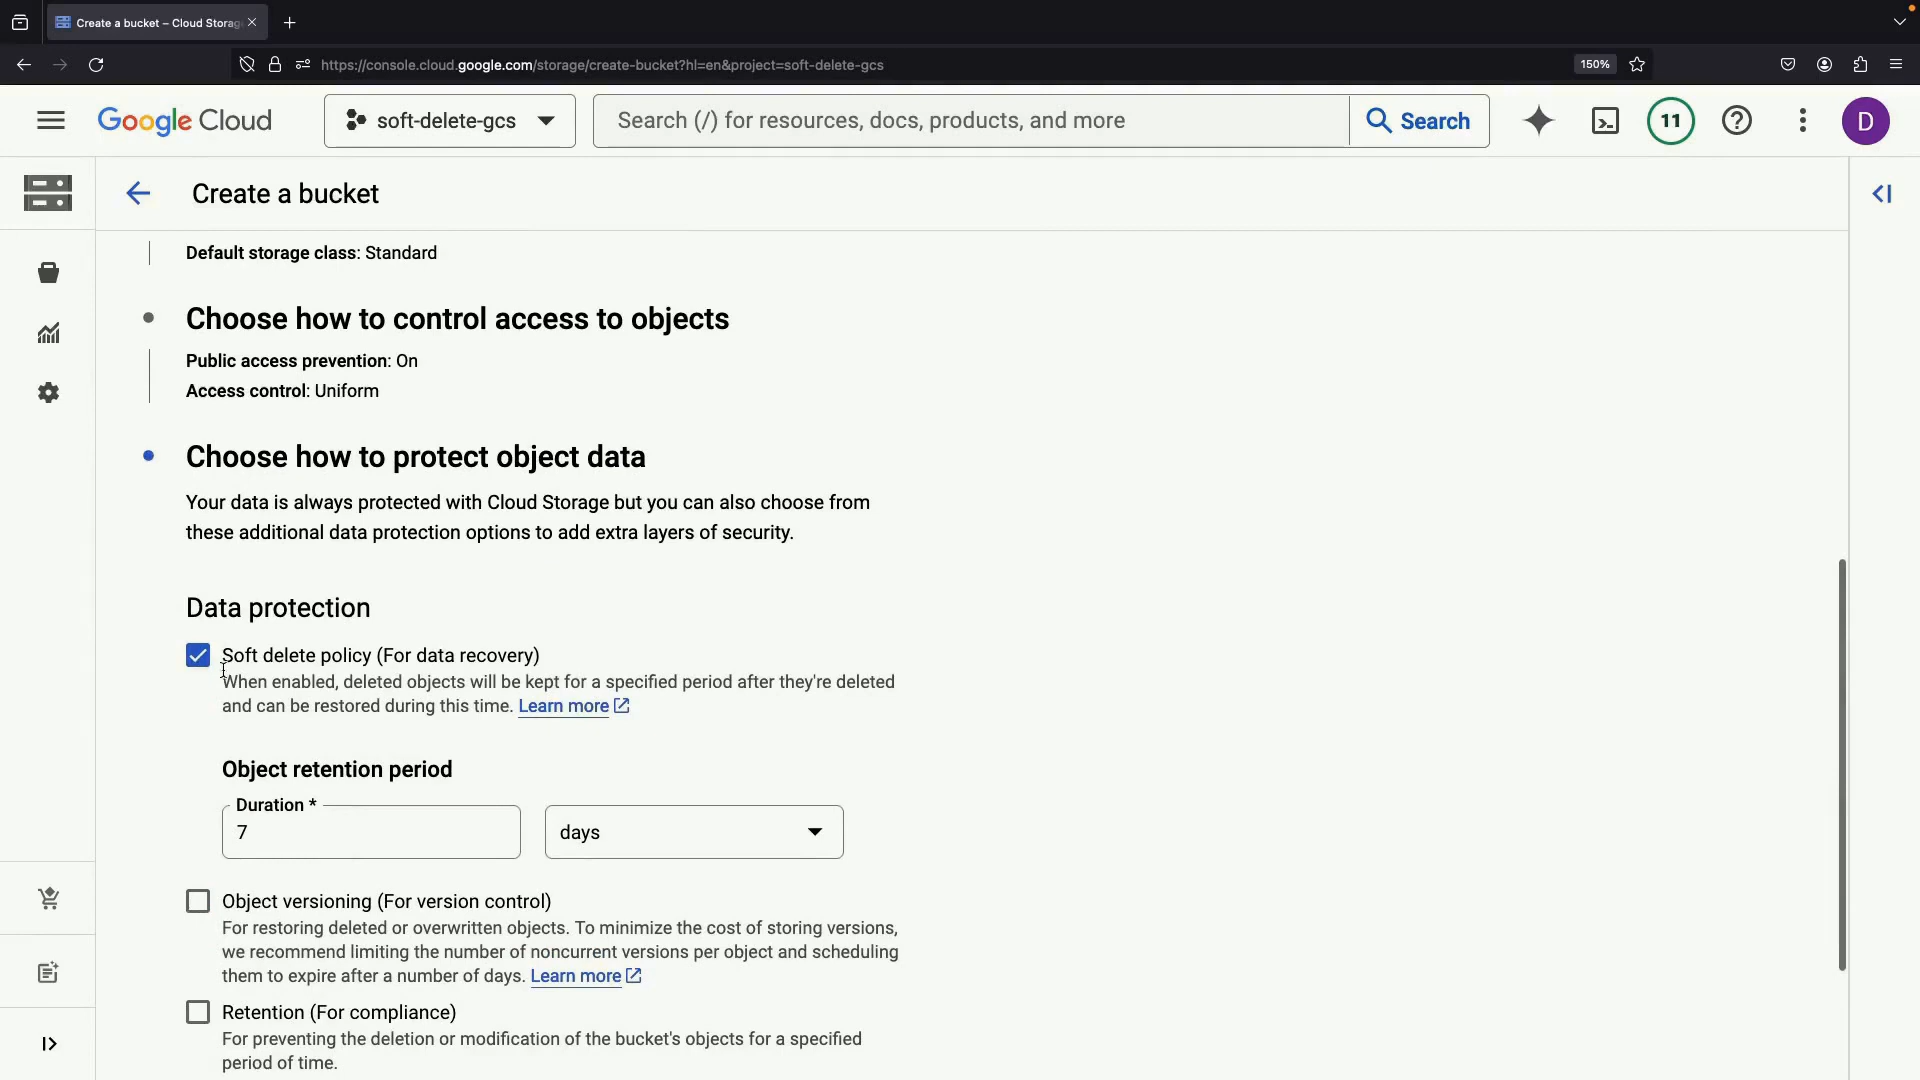 Create a bucket – Cloud Storag
https://console.cloud.google.com/storage/create-bucket?hl=en&project=soft-delete-gcs
150%
Google Cloud
soft-delete-gcs
Search (/) for resources, docs, products, and more
Search
11
D
Create a bucket
Default storage class: Standard
Choose how to control access to objects
Public access prevention: On
Access control: Uniform
Choose how to protect object data
Your data is always protected with Cloud Storage but you can also choose from
these additional data protection options to add extra layers of security.
Data protection
Soft delete policy (For data recovery)
When enabled, deleted objects will be kept for a specified period after they're deleted
and can be restored during this time. Learn more
Object retention period
Duration *
7
days
Object versioning (For version control)
For restoring deleted or overwritten objects. To minimize the cost of storing versions,
we recommend limiting the number of noncurrent versions per object and scheduling
them to expire after a number of days. Learn more
Retention (For compliance)
For preventing the deletion or modification of the bucket's objects for a specified
period of time.